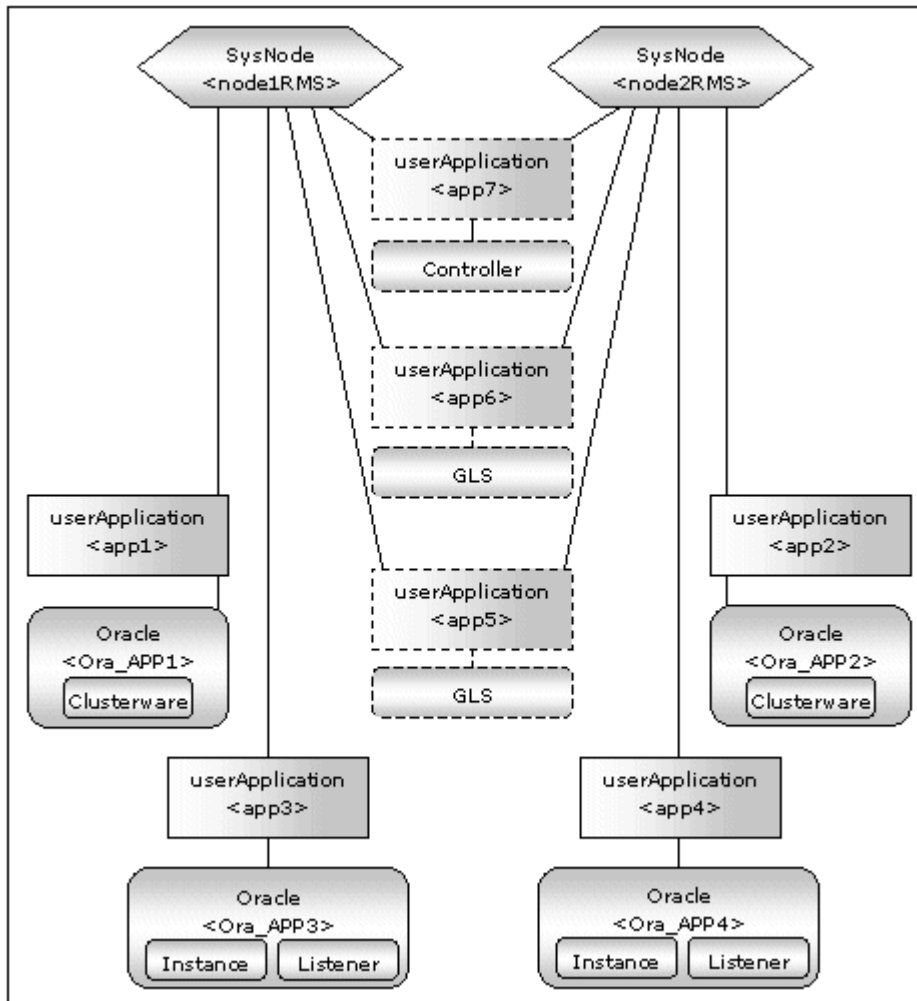 SysNode
<node1RMS>
SysNode
<node2RMS>
userApplication
<app7>
Controller
userApplication
<app6>
GLS
userApplication
<app1>
userApplication
<app2>
userApplication
<app5>
GLS
Oracle
<Ora_APP1>
Clusterware
Oracle
<Ora_APP2>
Clusterware
userApplication
<app3>
userApplication
<app4>
Oracle
<Ora_APP3>
Instance
Listener
Oracle
<Ora_APP4>
Instance
Listener